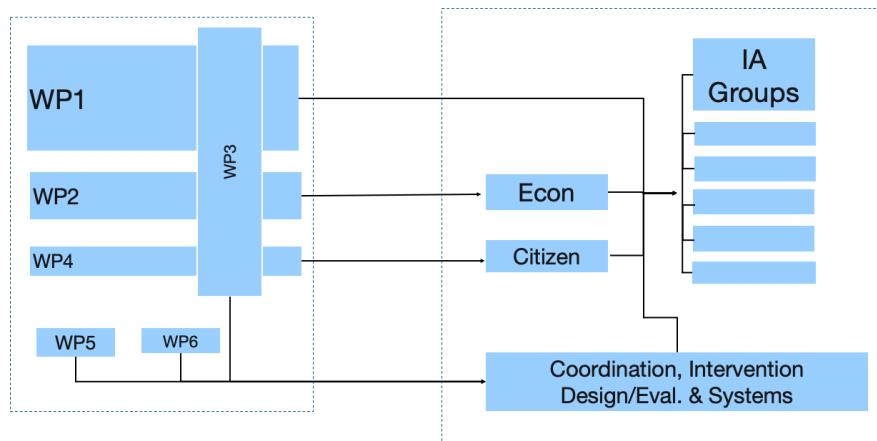 WP1
WP2
WP4
WP3
WP5
WP6
Econ
Citizen
IA
Groups
Coordination, Intervention
Design/Eval. & Systems